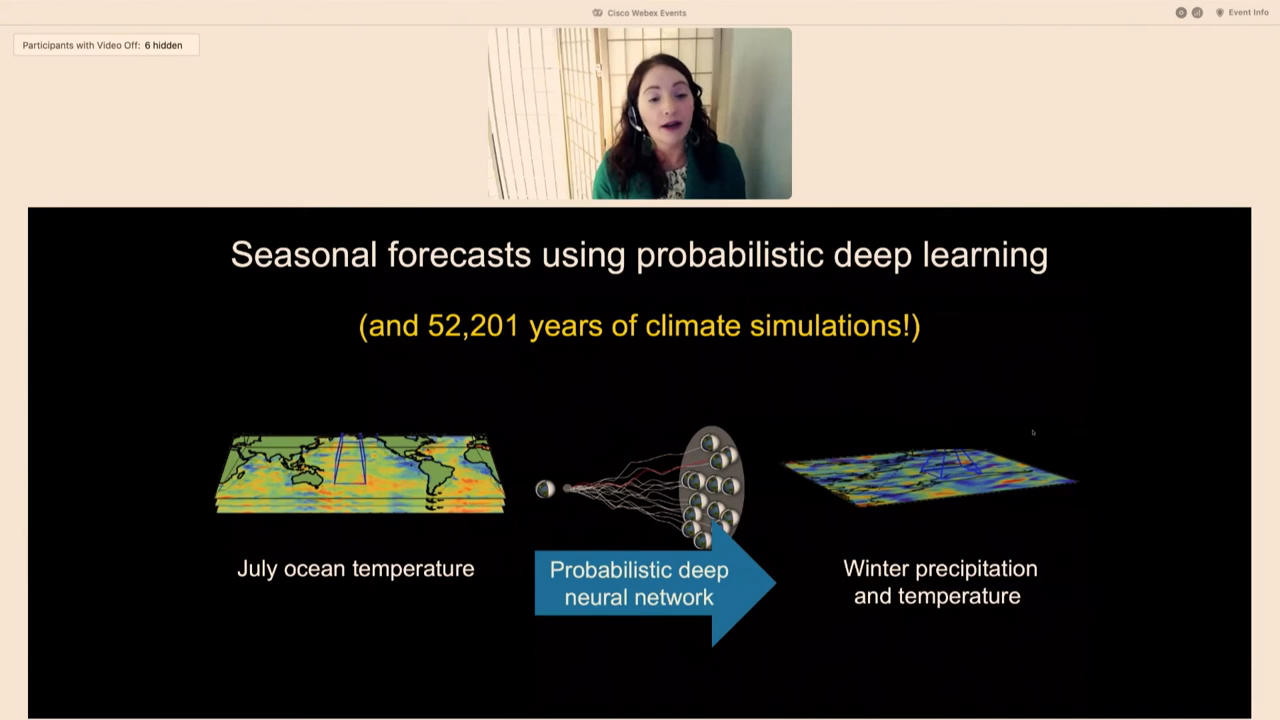 Cisco Webex Events
Event Info
Participants with Video Off: 6 hidden
Seasonal forecasts using probabilistic deep learning
(and 52,201 years of climate simulations!)
July ocean temperature
Probabilistic deep
neural network
Winter precipitation
and temperature